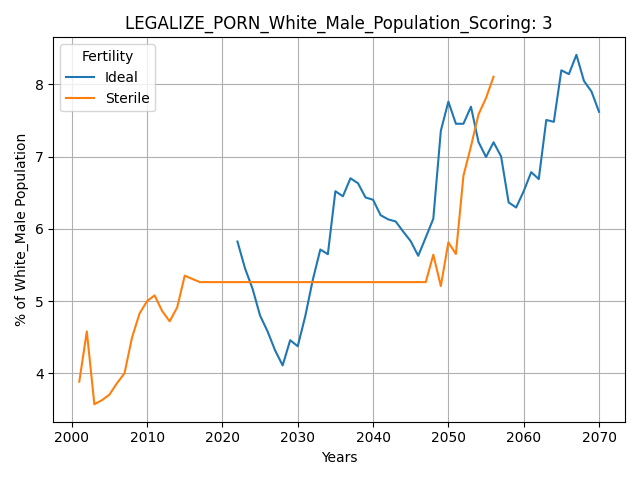 LEGALIZE_PORN_White_Male_Population_Scoring: 3
Fertility
Ideal
Sterile
% of White_Male Population
8
7
6
5
4
2000 2010 2020 2030 2040 2050 2060 2070
Years